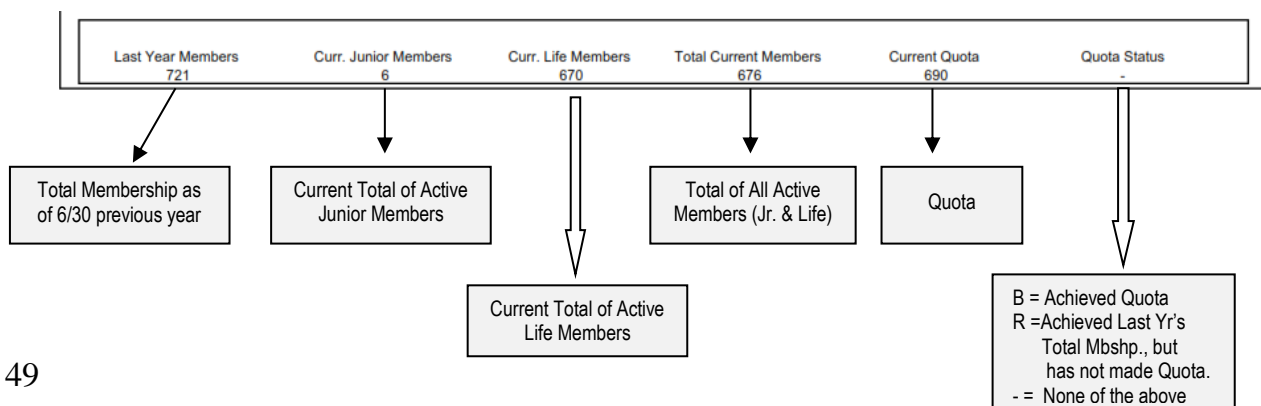 Last Year Members Curr. Junior Members Curr. Life Members Total Current Members Current Quota Quota Status
721 6 670 676 690 -
Total Membership as
of 6/30 previous year
Current Total of Active
Junior Members
Total of All Active
Members (Jr. & Life)
Quota
Current Total of Active
Life Members
B = Achieved Quota
R =Achieved Last Yr's
Total Mbshp., but
has not made Quota.
- = None of the above
49